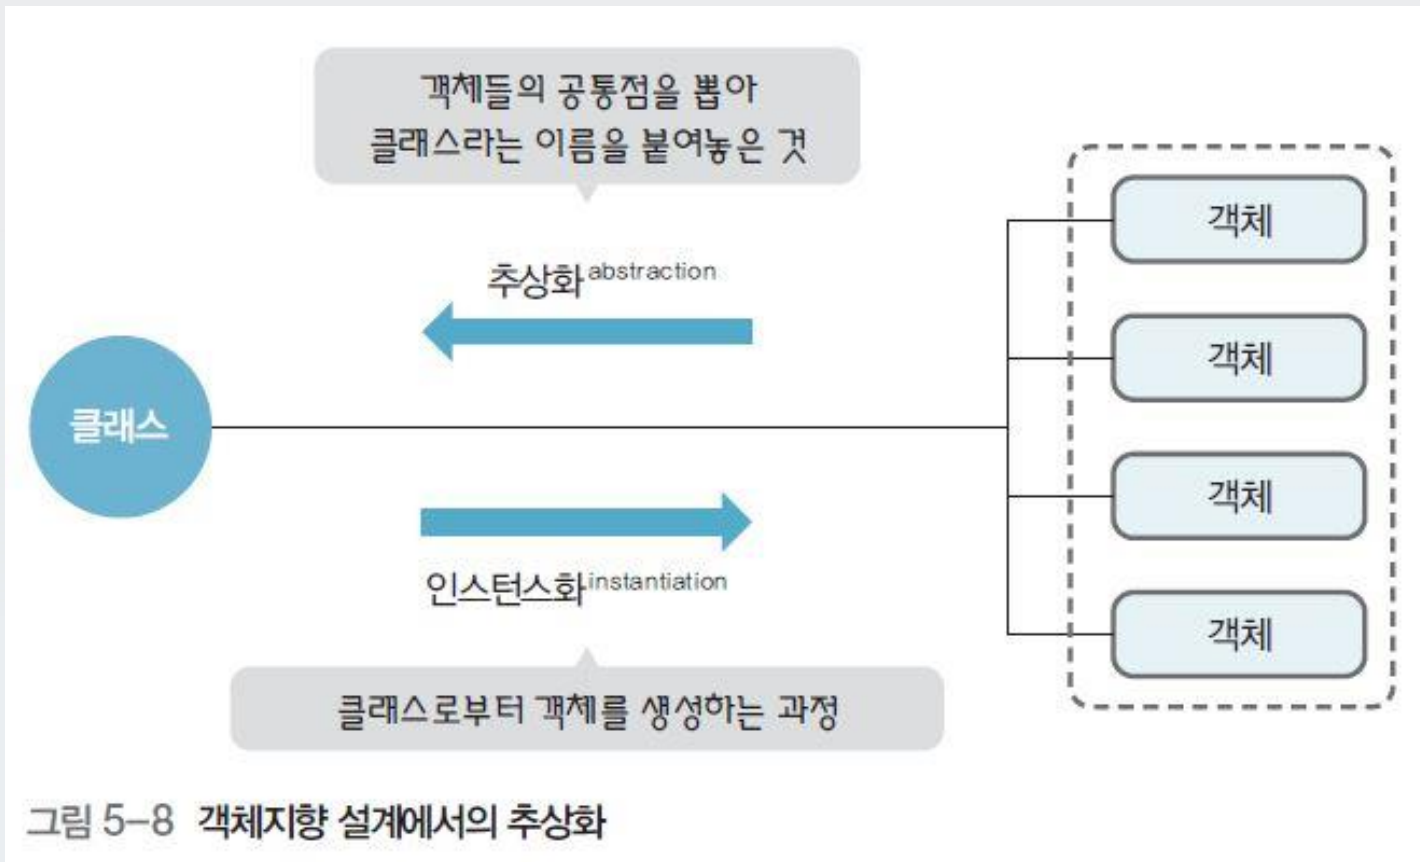 객체들의 공통점을 뽑아
클래스라는 이름을 붙여놓은 것
추상화abstraction
클래스
인스턴스화instantiation
클래스로부터 객체를 생성하는 과정
객체
객체
객체
객체
그림 5-8 객체지향 설계에서의 추상화